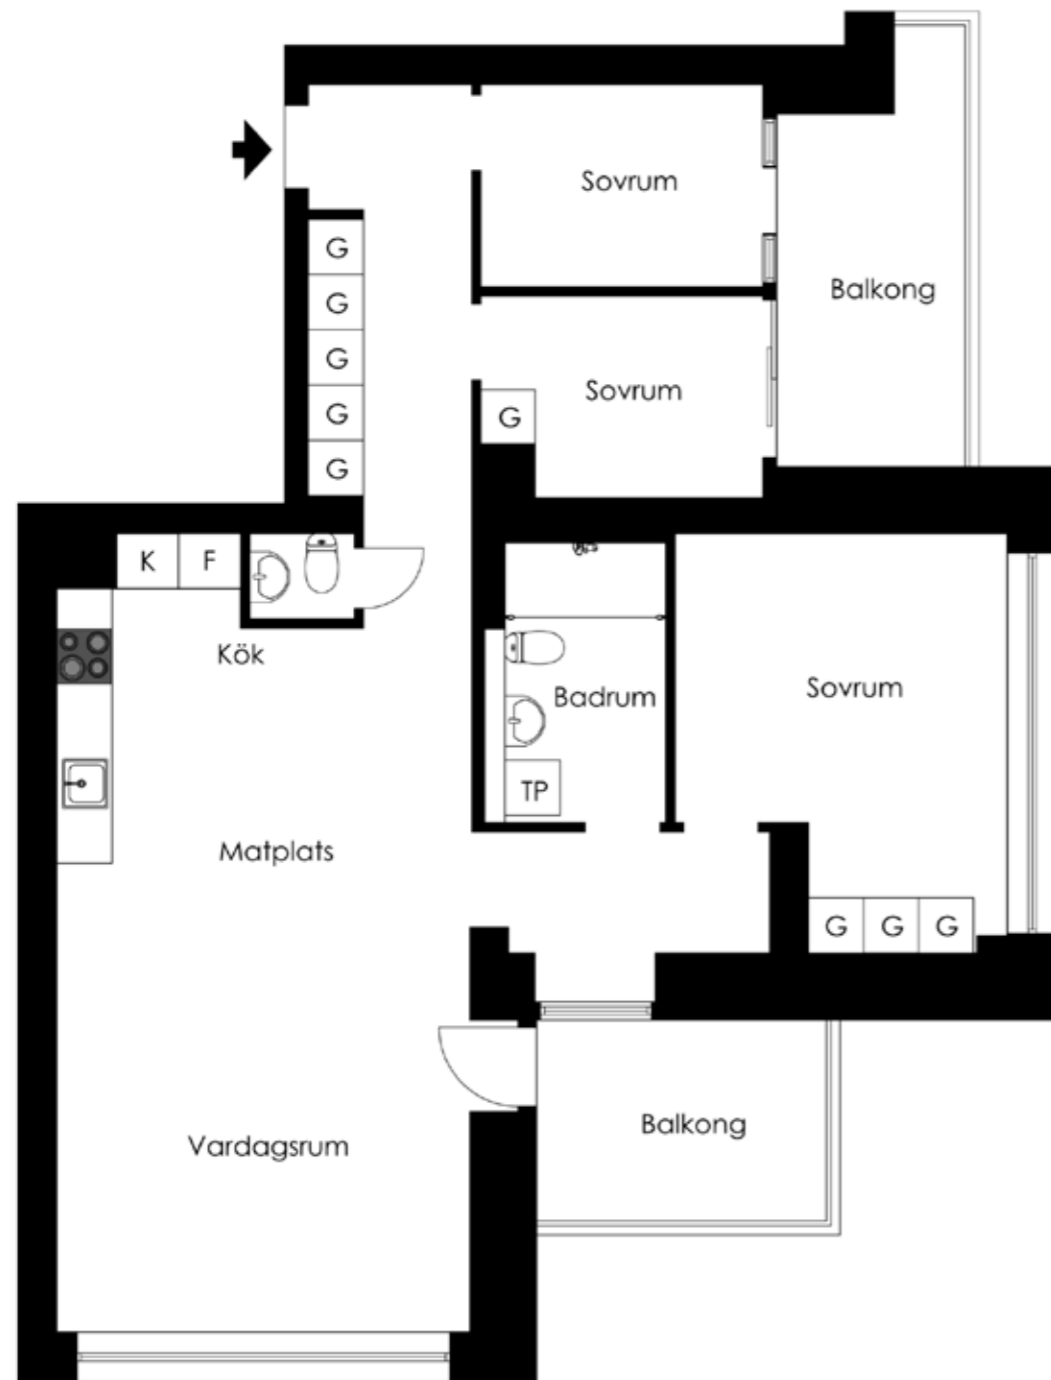 Sovrum
G
G
Balkong
G
Sovrum
G
G
G
K F
Kök
Badrum
Sovrum
TP
Matplats
G G G
Balkong
Vardagsrum